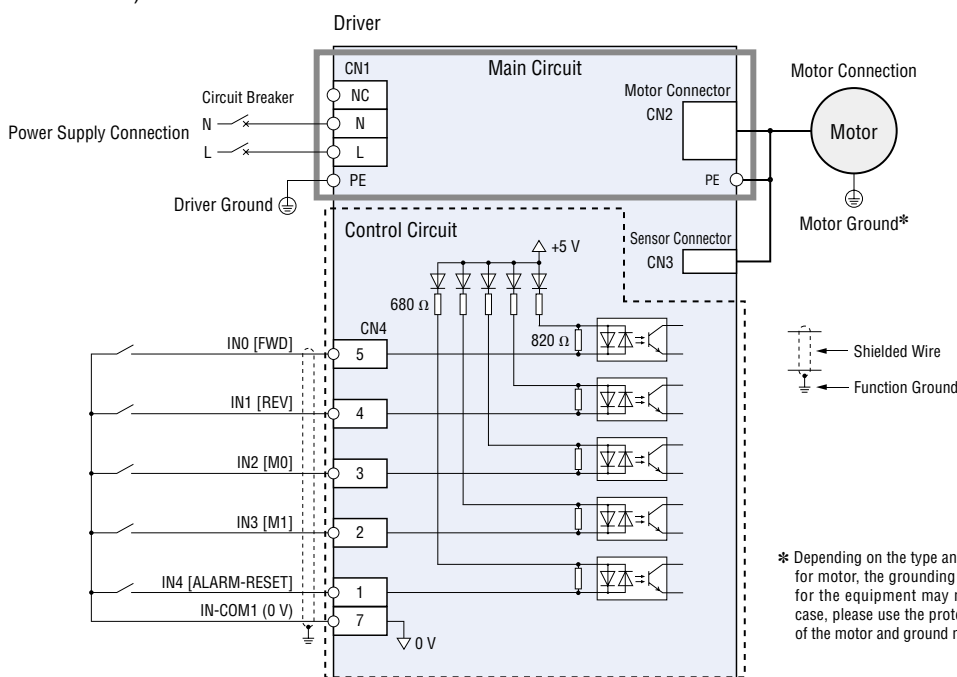 Driver
CN1
Main Circuit
NC
N
L
PE
Circuit Breaker
N
L
Power Supply Connection
Driver Ground
Motor Connector
CN2
PE
Motor Connection
Motor
Motor Ground*
Control Circuit
+5 V
Sensor Connector
CN3
680 Ω
820 Ω
CN4
IN0 [FWD]
5
IN1 [REV]
4
IN2 [M0]
3
IN3 [M1]
2
IN4 [ALARM-RESET]
1
IN-COM1 (0 V)
7
0 V
Shielded Wire
Function Ground
* Depending on the type an
for motor, the grounding
for the equipment may
case, please use the prot
of the motor and ground